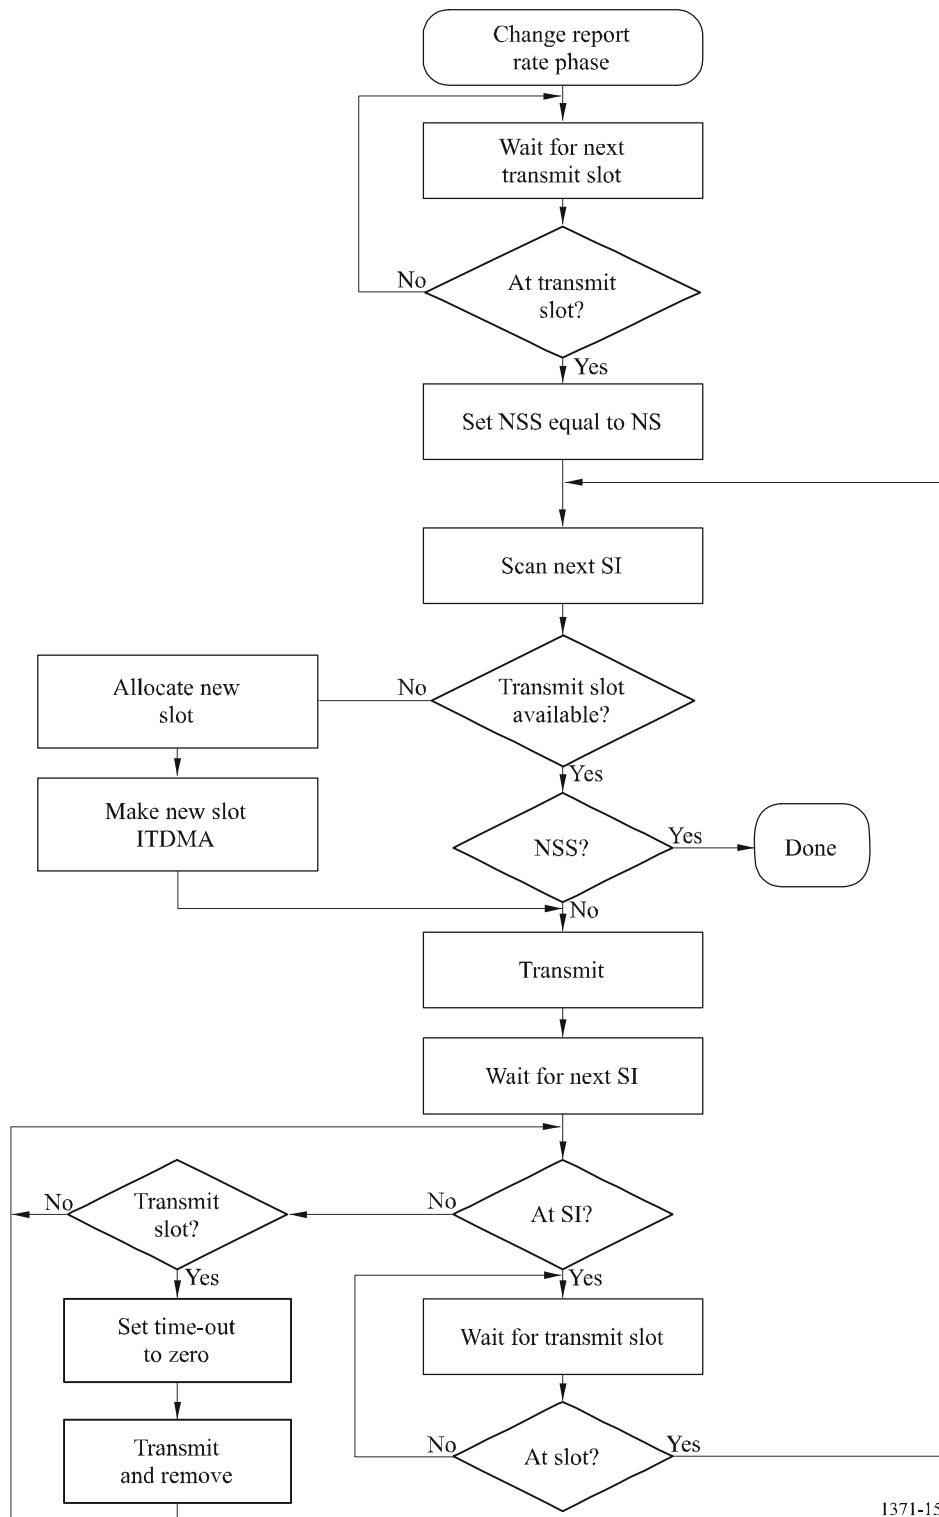 Change report
rate phase
Wait for next
transmit slot
No
At transmit
slot?
Yes
Set NSS equal to NS
Scan next SI
Allocate new
slot
No
Transmit slot
available?
Yes
Make new slot
ITDMA
NSS?
Yes
Done
No
Transmit
Wait for next SI
No
Transmit
slot?
No
At SI?
Yes
Yes
Set time-out
to zero
Wait for transmit slot
Transmit
and remove
No
At slot?
Yes
1371-15